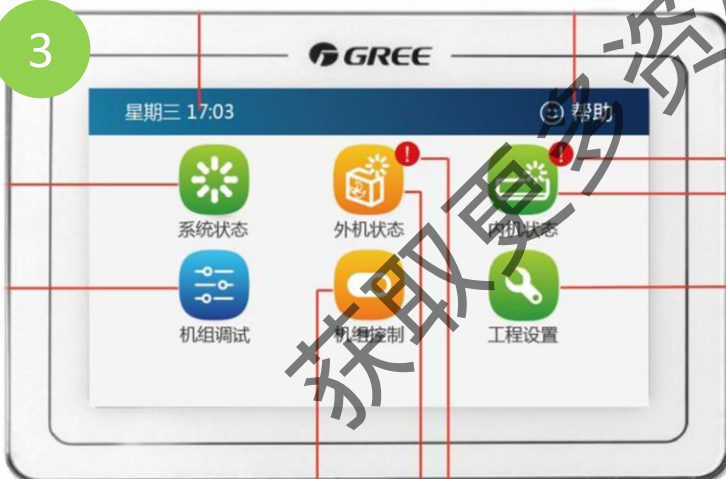 3
GREE
星期三 17:03
帮助
!
!
系统状态
外机状态
内机状态
机组调试
机组控制
工程设置
获取更多资